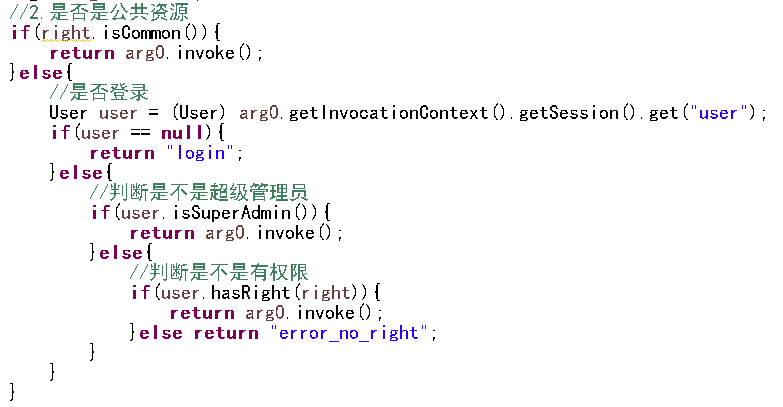 //2.是否是公共资源
if(right.isCommon()){
    return arg0.invoke();
}else{
    //是否登录
    User user = (User) arg0.getInvocationContext().getSession().get("user");
    if(user == null){
        return "login";
    }else{
        //判断是不是超级管理员
        if(user.isSuperAdmin()){
            return arg0.invoke();
        }else{
            //判断是不是有权限
            if(user.hasRight(right)){
                return arg0.invoke();
            }else return "error_no_right";
        }
    }
}